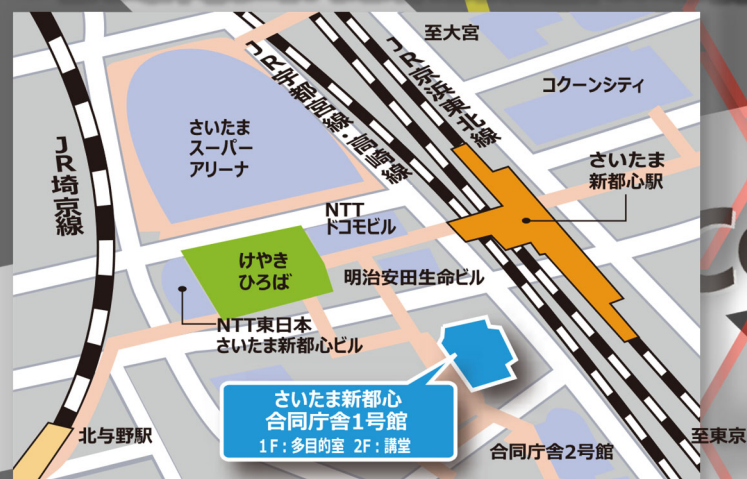 至大宮
JR京浜東北線
JR宇都宮線・高崎線
コクーンシティ
さいたま
スーパー
アリーナ
JR埼京線
さいたま
新都心駅
NTT
ドコモビル
けやき
ひろば
明治安田生命ビル
NTT東日本
さいたま新都心ビル
さいたま新都心
合同庁舎1号館
1F:多目的室 2F:講堂
北与野駅
合同庁舎2号館
至東京